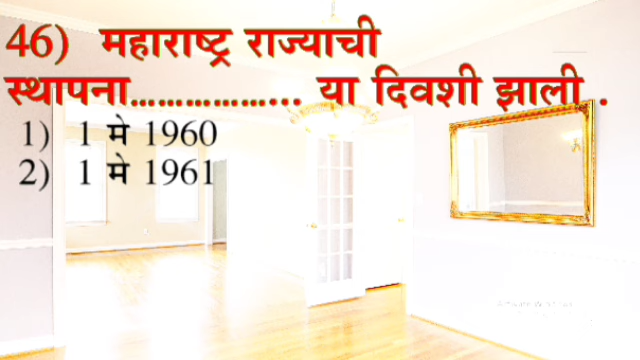 46) महाराष्ट्र राज्याची
स्थापना.................. या दिवशी झाली .
1) 1 मे 1960
2) 1 मे 1961